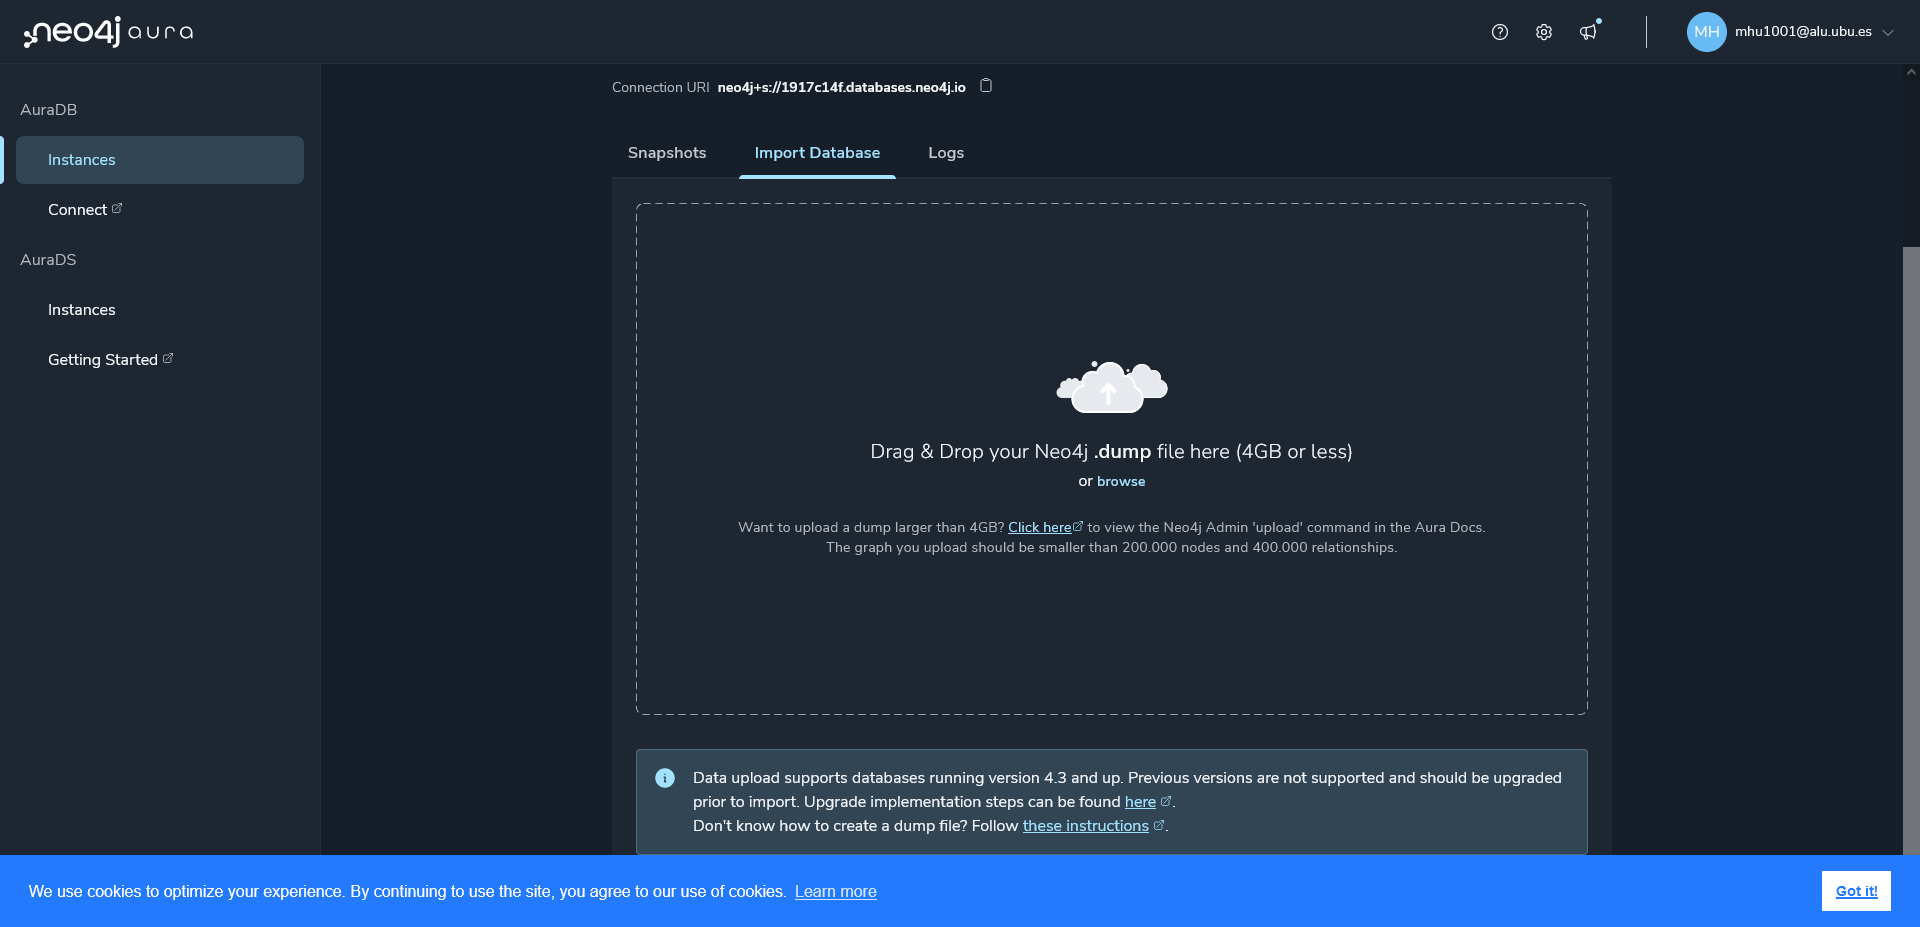 neo4j aura
MH mhu1001@alu.ubu.es
AuraDB
Instances
Connect
AuraDS
Instances
Getting Started
Connection URI neo4j+s://1917c14f.databases.neo4j.io
Snapshots Import Database Logs
Drag & Drop your Neo4j .dump file here (4GB or less)
or browse
Want to upload a dump larger than 4GB? Click here to view the Neo4j Admin 'upload' command in the Aura Docs.
The graph you upload should be smaller than 200.000 nodes and 400.000 relationships.
Data upload supports databases running version 4.3 and up. Previous versions are not supported and should be upgraded
prior to import. Upgrade implementation steps can be found here .
Don't know how to create a dump file? Follow these instructions .
We use cookies to optimize your experience. By continuing to use the site, you agree to our use of cookies. Learn more
Got it!